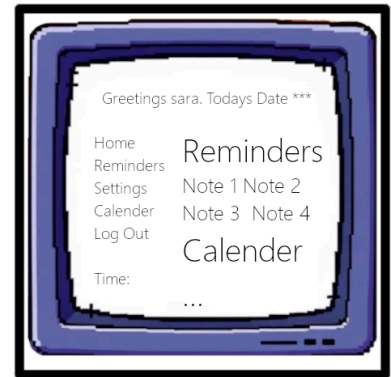 Greetings sara. Todays Date ***
Home
Reminders
Settings
Calender
Log Out
Time:
Reminders
Note 1 Note 2
Note 3 Note 4
Calender
...